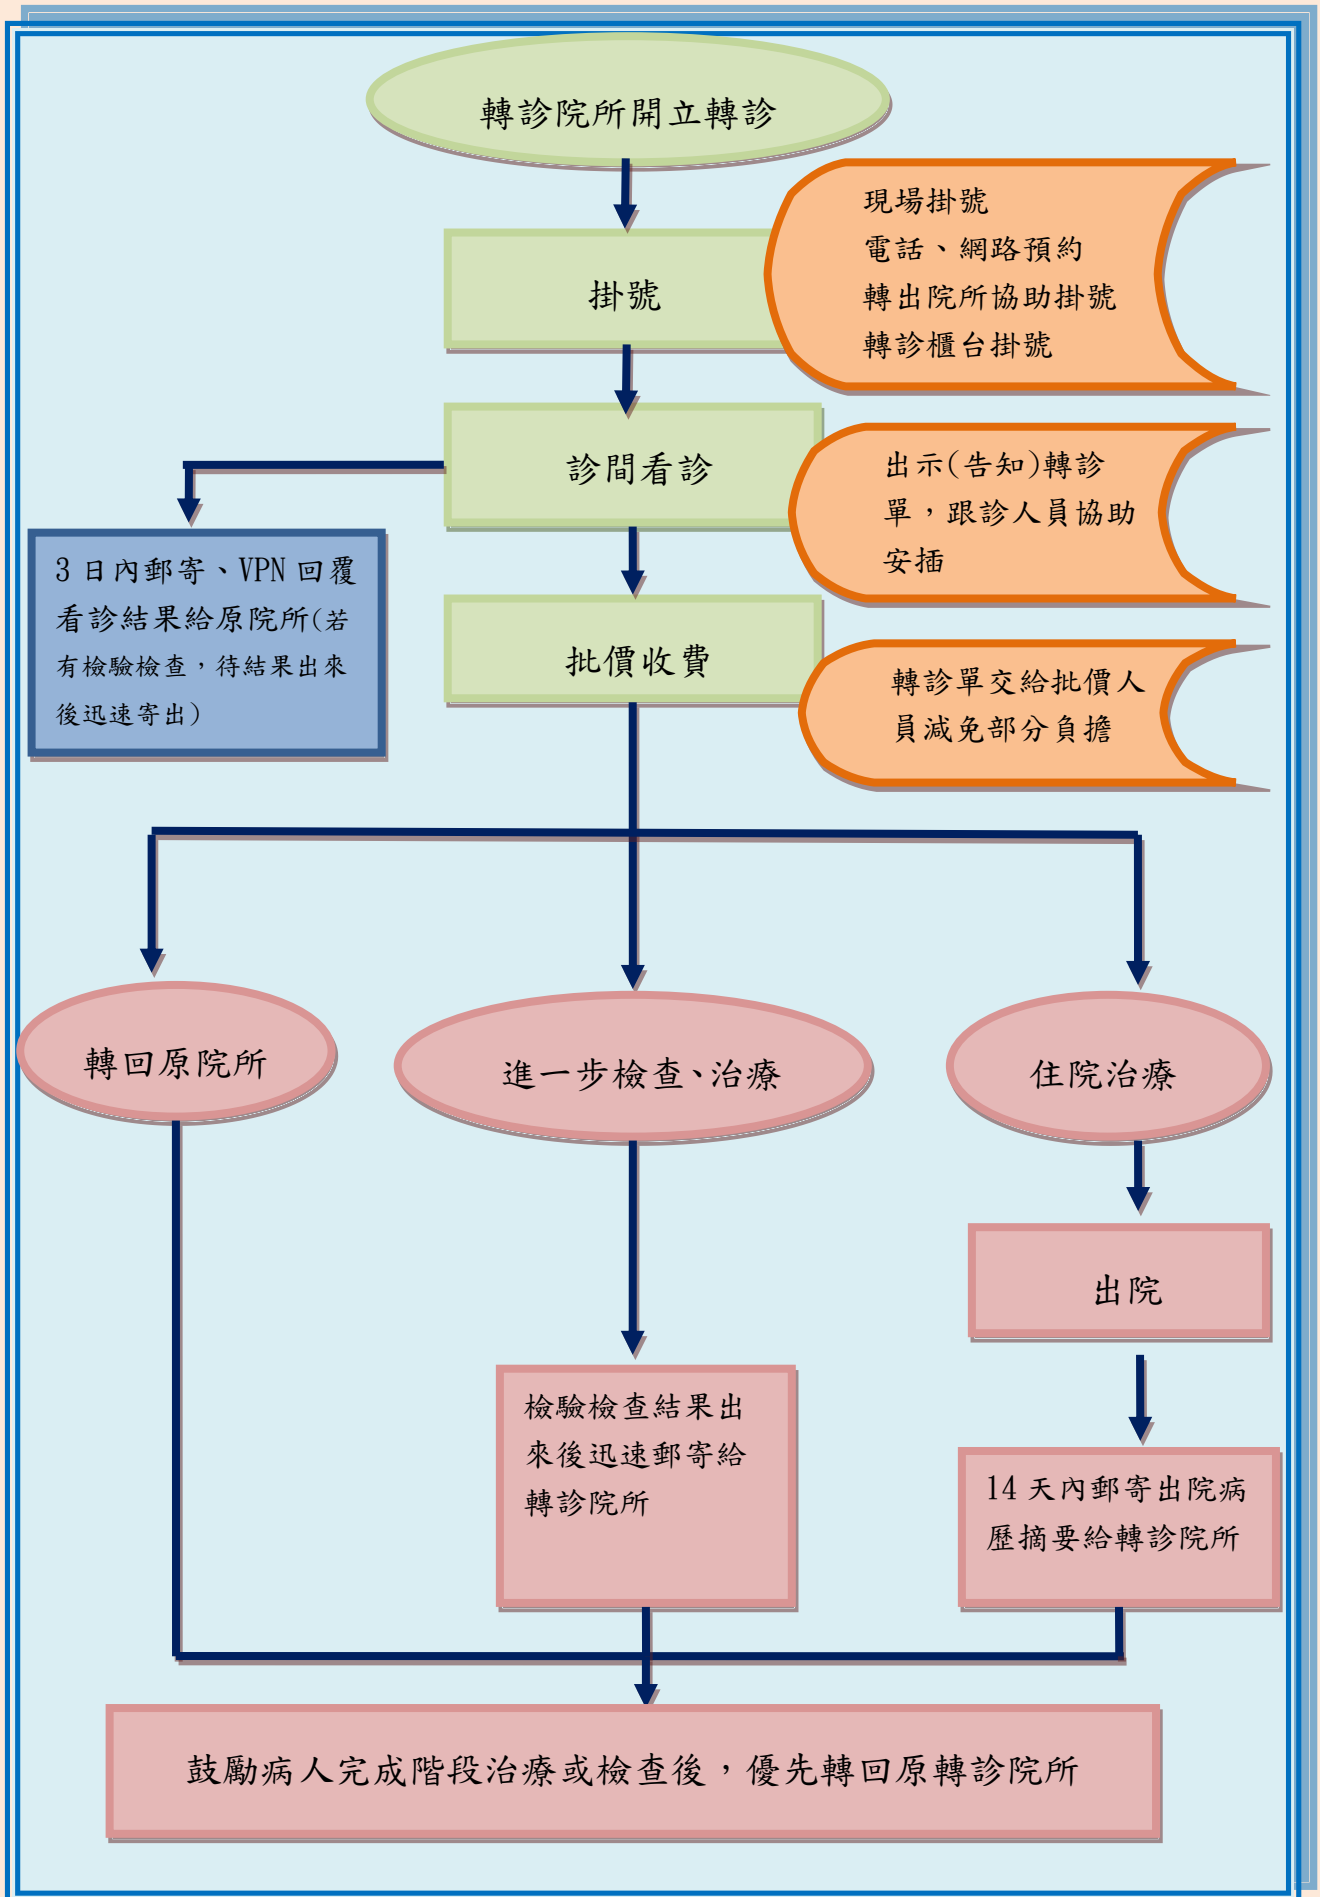 轉診院所開立轉診
現場掛號
電話、網路預約
轉出院所協助掛號
轉診櫃台掛號
掛號
診間看診
出示(告知)轉診
單，跟診人員協助
安插
3 日內郵寄、VPN 回覆
看診結果給原院所(若
有檢驗檢查，待結果出來
後迅速寄出)
批價收費
轉診單交給批價人
員減免部分負擔
轉回原院所
進一步檢查、治療
住院治療
出院
檢驗檢查結果出
來後迅速郵寄給
轉診院所
14 天內郵寄出院病
歷摘要給轉診院所
鼓勵病人完成階段治療或檢查後，優先轉回原轉診院所